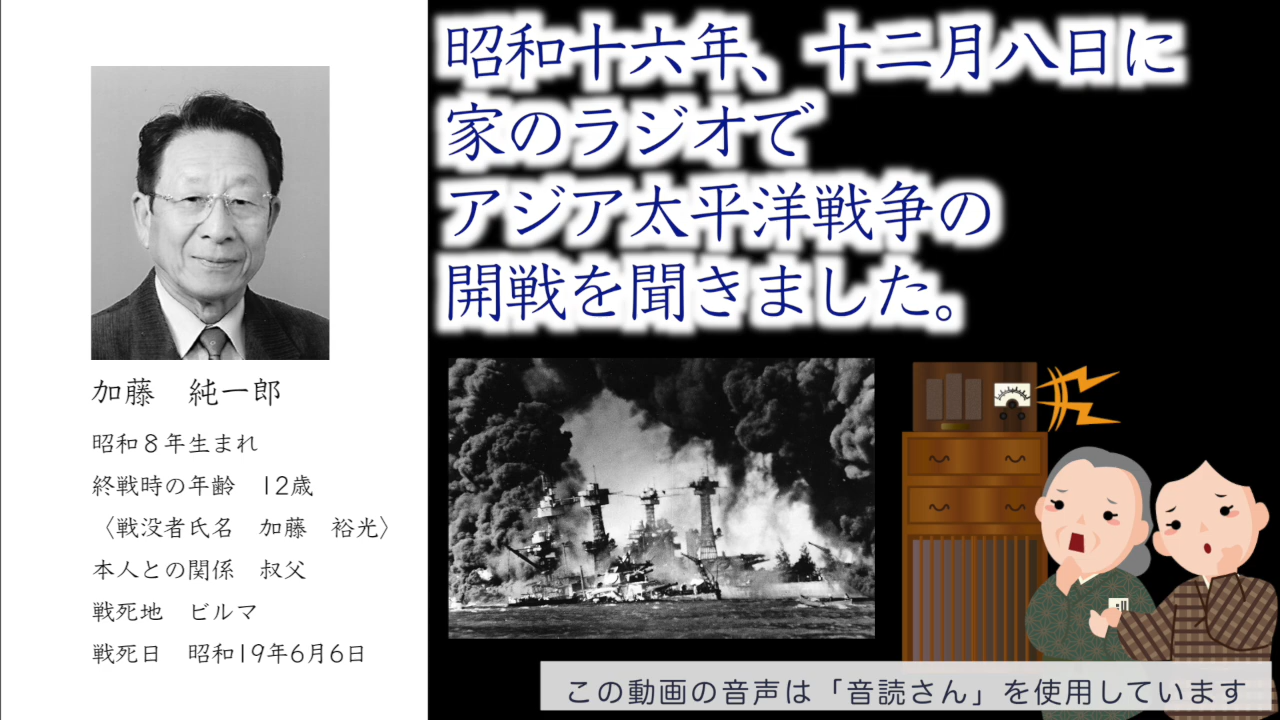 加藤　純一郎
昭和８年生まれ
終戦時の年齢　12歳
〈戦没者氏名　加藤　裕光〉
本人との関係　叔父
戦死地　ビルマ
戦死日　昭和19年6月6日
昭和十六年、十二月八日に
家のラジオで
アジア太平洋戦争の
開戦を聞きました。
この動画の音声は「音読さん」を使用しています